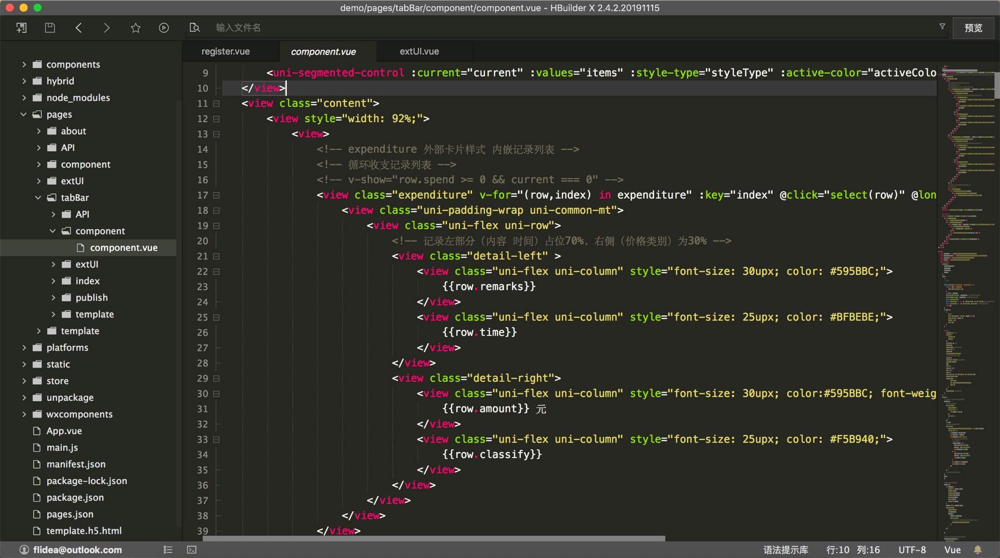 demo/pages/tabBar/component/component.vue - HBuilder X 2.4.2.20191115
输入文件名
预览
components
hybrid
node_modules
pages
about
API
component
extUI
tabBar
API
component
component.vue
extUI
index
publish
template
template
platforms
static
store
unpackage
wxcomponents
App.vue
main.js
manifest.json
package-lock.json
package.json
pages.json
template.h5.html
register.vue
component.vue
extUI.vue
9 <uni-segmented-control :current="current" :values="items" :style-type="styleType" :active-color="activeColo
10 </view>
11 <view class="content">
12 <view style="width: 92%;">
13 <view>
14 <!-- expenditure 外部卡片样式 内嵌记录列表 -->
15 <!-- 循环收支记录列表 -->
16 <!-- v-show="row.spend >= 0 && current === 0" -->
17 <view class="expenditure" v-for="(row,index) in expenditure" :key="index" @click="select(row)" @lon
18 <view class="uni-padding-wrap uni-common-mt">
19 <view class="uni-flex uni-row">
20 <!-- 记录左部分（内容 时间）占位70%，右侧（价格类别）为30% -->
21 <view class="detail-left" >
22 <view class="uni-flex uni-column" style="font-size: 30upx; color: #595BBC;">
23 {{row.remarks}}
24 </view>
25 <view class="uni-flex uni-column" style="font-size: 25upx; color: #BFBEBE;">
26 {{row.time}}
27 </view>
28 </view>
29 <view class="detail-right">
30 <view class="uni-flex uni-column" style="font-size: 30upx; color:#595BBC; font-weig
31 {{row.amount}} 元
32 </view>
33 <view class="uni-flex uni-column" style="font-size: 25upx; color: #F5B940;">
34 {{row.classify}}
35 </view>
36 </view>
37 </view>
38 </view>
39 </view>
flidea@outlook.com
语法提示库 行:10 列:16 UTF-8 Vue